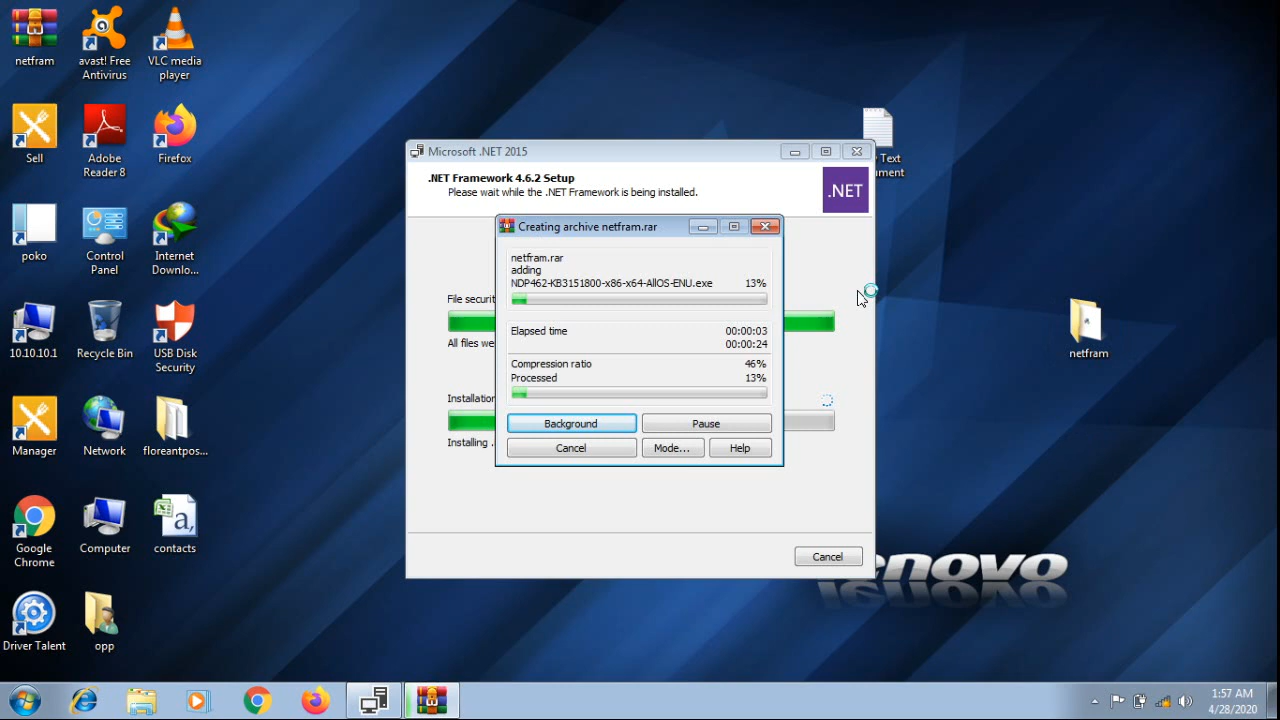 netfram
avast! Free
Antivirus
VLC media
player
Sell
Adobe
Reader 8
Firefox
poko
Control
Panel
Internet
Downlo...
10.10.10.1
Recycle Bin
USB Disk
Security
Manager
Network
floreantpos...
Google
Chrome
Computer
contacts
Driver Talent
opp
Text
netfram
Microsoft .NET 2015
.NET Framework 4.6.2 Setup
Please wait while the .NET Framework is being installed.
.NET
File securit
All files we
Installation
Installing .
Cancel
Creating archive netfram.rar
netfram.rar
adding
NDP462-KB3151800-x86-x64-AllOS-ENU.exe 13%
Elapsed time 00:00:03
00:00:24
Compression ratio 46%
Processed 13%
Background Pause
Cancel Mode... Help
enovo
1:57 AM
4/28/2020